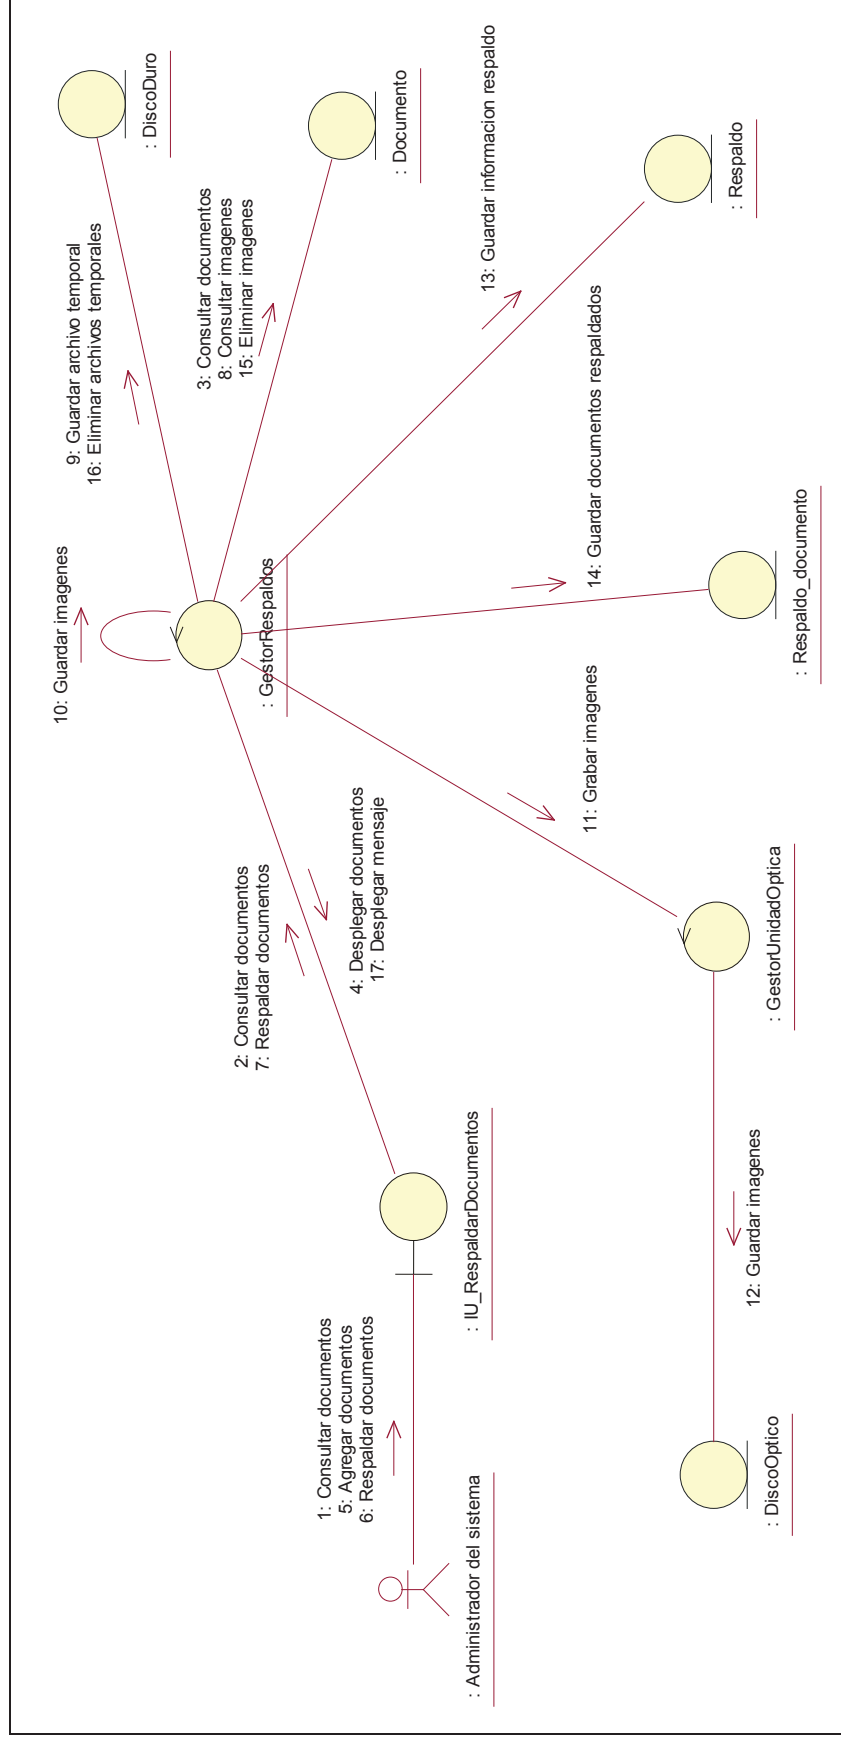 10: Guardar imagenes
9: Guardar archivo temporal
16: Eliminar archivos temporales
: DiscoDuro
3: Consultar documentos
8: Consultar imagenes
15: Eliminar imagenes
: Documento
: GestorRespaldos
2: Consultar documentos
7: Respaldar documentos
4: Desplegar documentos
17: Desplegar mensaje
13: Guardar informacion respaldo
: Respaldo
1: Consultar documentos
5: Agregar documentos
6: Respaldar documentos
: Administrador del sistema
: IU_RespaldarDocumentos
11: Grabar imagenes
14: Guardar documentos respaldados
: Respaldo_documento
12: Guardar imagenes
: DiscoOptico
: GestorUnidadOptica